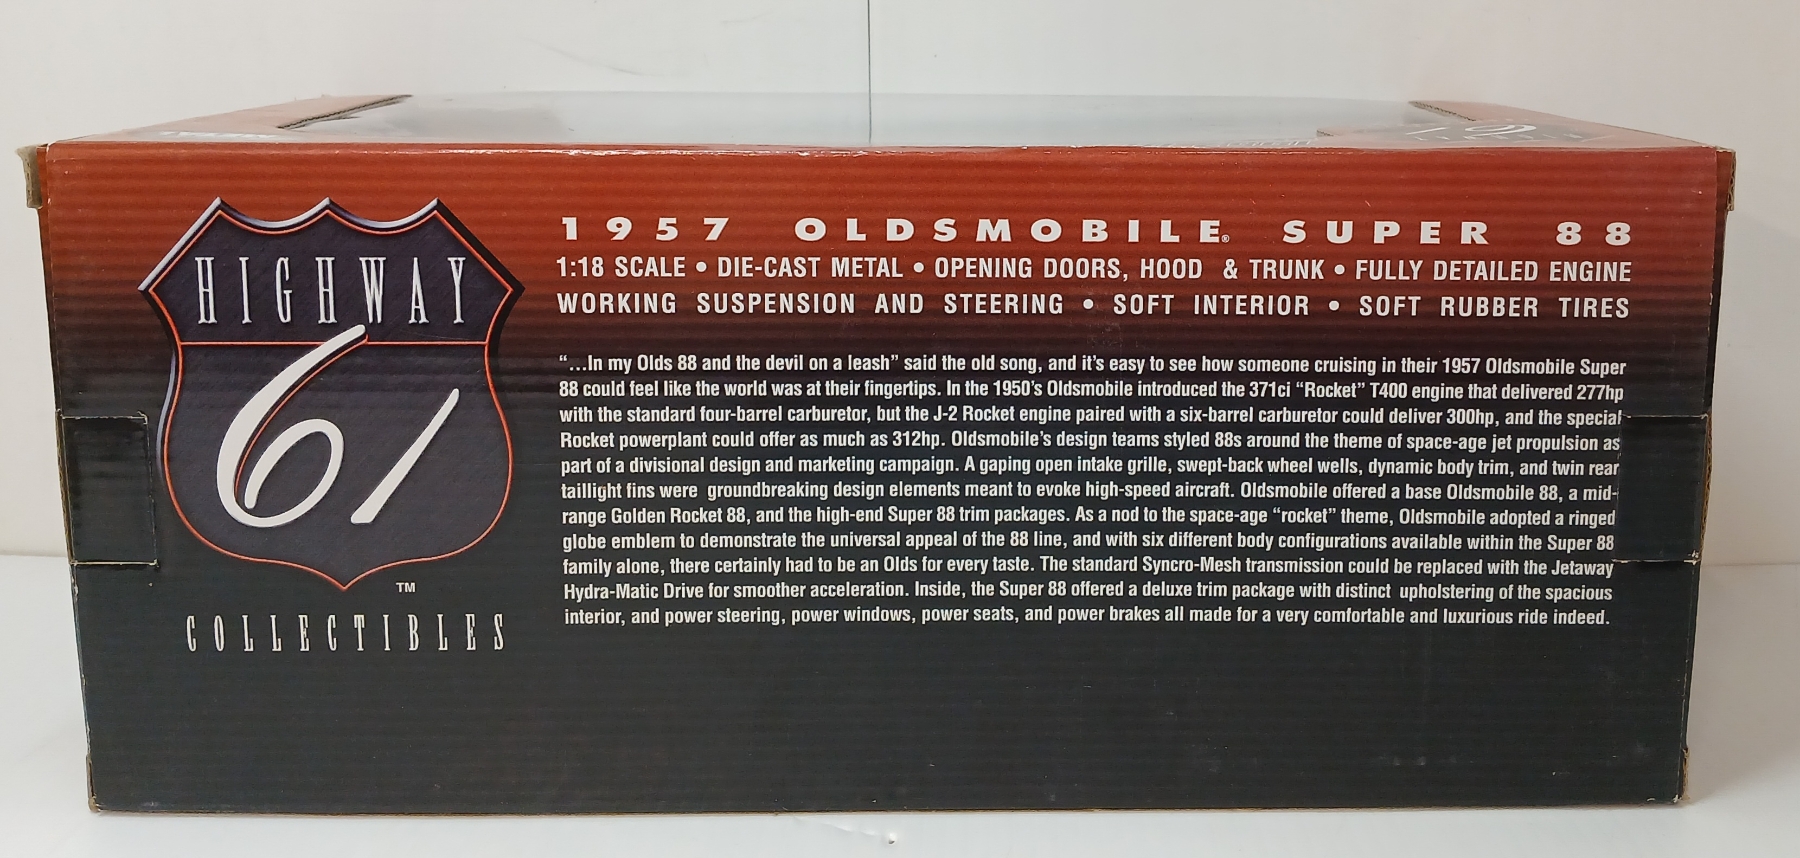 HIGHWAY
61
TM
COLLECTIBLES
1957 OLDSMOBILE® SUPER 88
1:18 SCALE • DIE-CAST METAL • OPENING DOORS, HOOD & TRUNK • FULLY DETAILED ENGINE
WORKING SUSPENSION AND STEERING • SOFT INTERIOR • SOFT RUBBER TIRES
“...In my Olds 88 and the devil on a leash” said the old song, and it’s easy to see how someone cruising in their 1957 Oldsmobile Super
88 could feel like the world was at their fingertips. In the 1950’s Oldsmobile introduced the 371ci “Rocket” T400 engine that delivered 277hp
with the standard four-barrel carburetor, but the J-2 Rocket engine paired with a six-barrel carburetor could deliver 300hp, and the special
Rocket powerplant could offer as much as 312hp. Oldsmobile’s design teams styled 88s around the theme of space-age jet propulsion as
part of a divisional design and marketing campaign. A gaping open intake grille, swept-back wheel wells, dynamic body trim, and twin rear
taillight fins were groundbreaking design elements meant to evoke high-speed aircraft. Oldsmobile offered a base Oldsmobile 88, a mid-
range Golden Rocket 88, and the high-end Super 88 trim packages. As a nod to the space-age “rocket” theme, Oldsmobile adopted a ringed
globe emblem to demonstrate the universal appeal of the 88 line, and with six different body configurations available within the Super 88
family alone, there certainly had to be an Olds for every taste. The standard Syncro-Mesh transmission could be replaced with the Jetaway
Hydra-Matic Drive for smoother acceleration. Inside, the Super 88 offered a deluxe trim package with distinct upholstering of the spacious
interior, and power steering, power windows, power seats, and power brakes all made for a very comfortable and luxurious ride indeed.